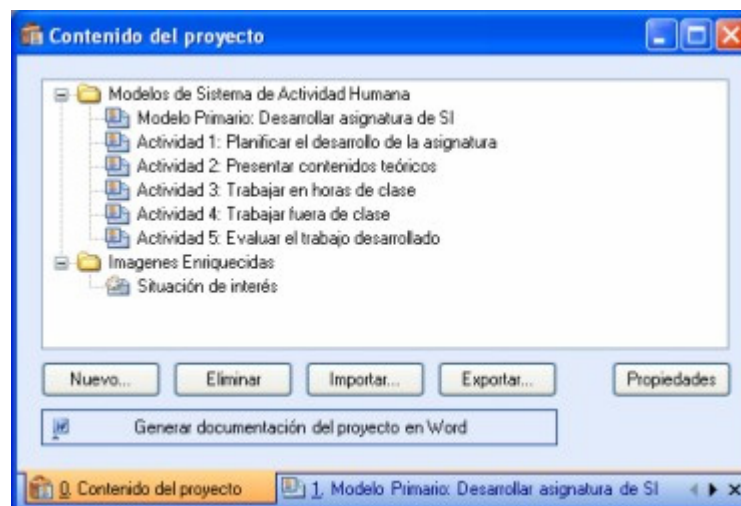 Contenido del proyecto
Modelos de Sistema de Actividad Humana
Modelo Primario: Desarrollar asignatura de SI
Actividad 1: Planificar el desarrollo de la asignatura
Actividad 2: Presentar contenidos teóricos
Actividad 3: Trabajar en horas de clase
Actividad 4: Trabajar fuera de clase
Actividad 5: Evaluar el trabajo desarrollado
Imagenes Enriquecidas
Situación de interés
Nuevo... Eliminar Importar... Exportar... Propiedades
Generar documentación del proyecto en Word
0. Contenido del proyecto 1. Modelo Primario: Desarrollar asignatura de SI